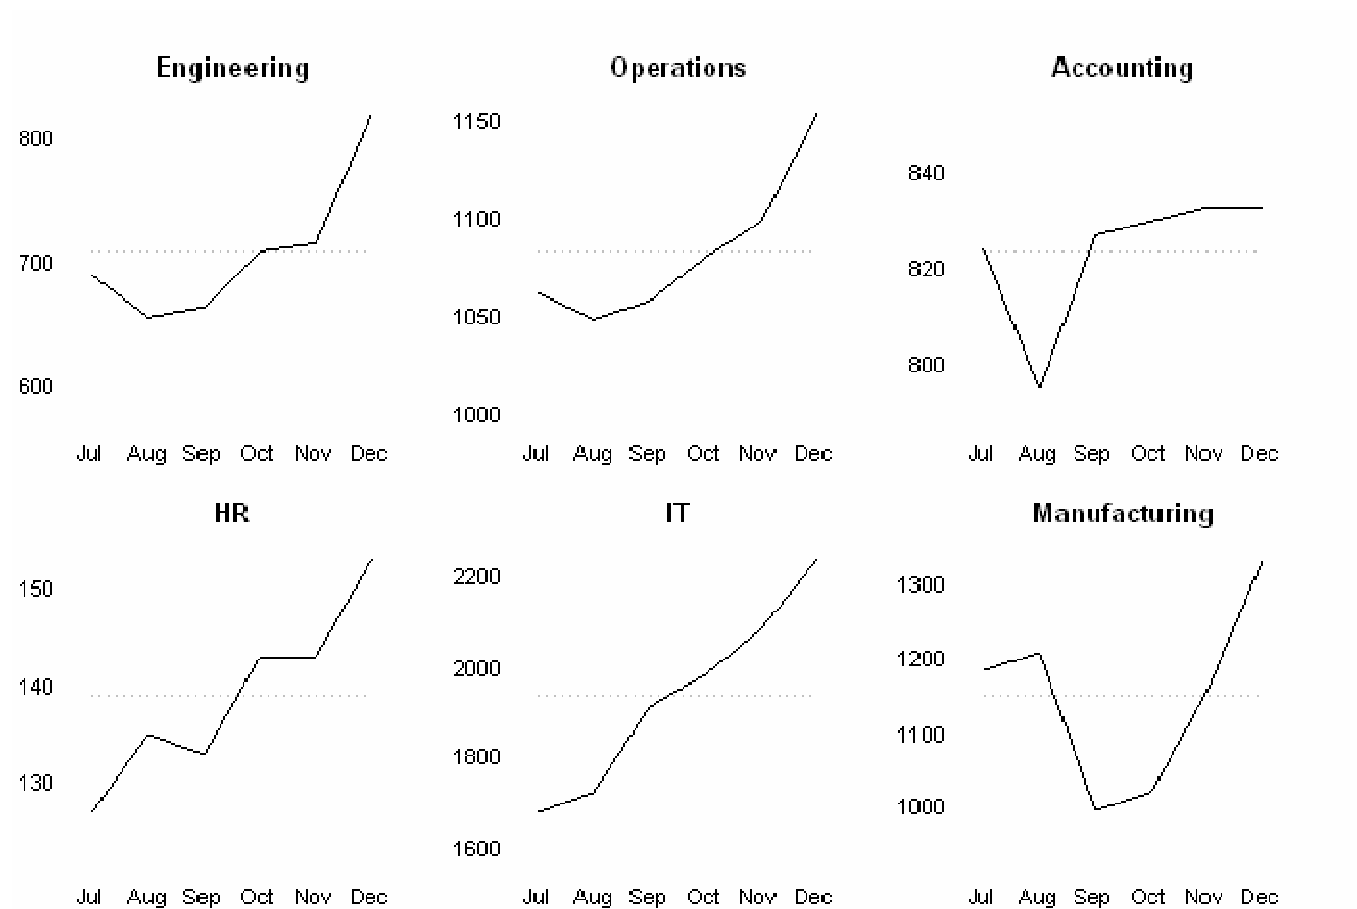 Engineering
800
700
600
Jul Aug Sep Oct Nov Dec
Operations
1150
1100
1050
1000
Jul Aug Sep Oct Nov Dec
Accounting
840
820
800
Jul Aug Sep Oct Nov Dec
HR
150
140
130
Jul Aug Sep Oct Nov Dec
IT
2200
2000
1800
1600
Jul Aug Sep Oct Nov Dec
Manufacturing
1300
1200
1100
1000
Jul Aug Sep Oct Nov Dec